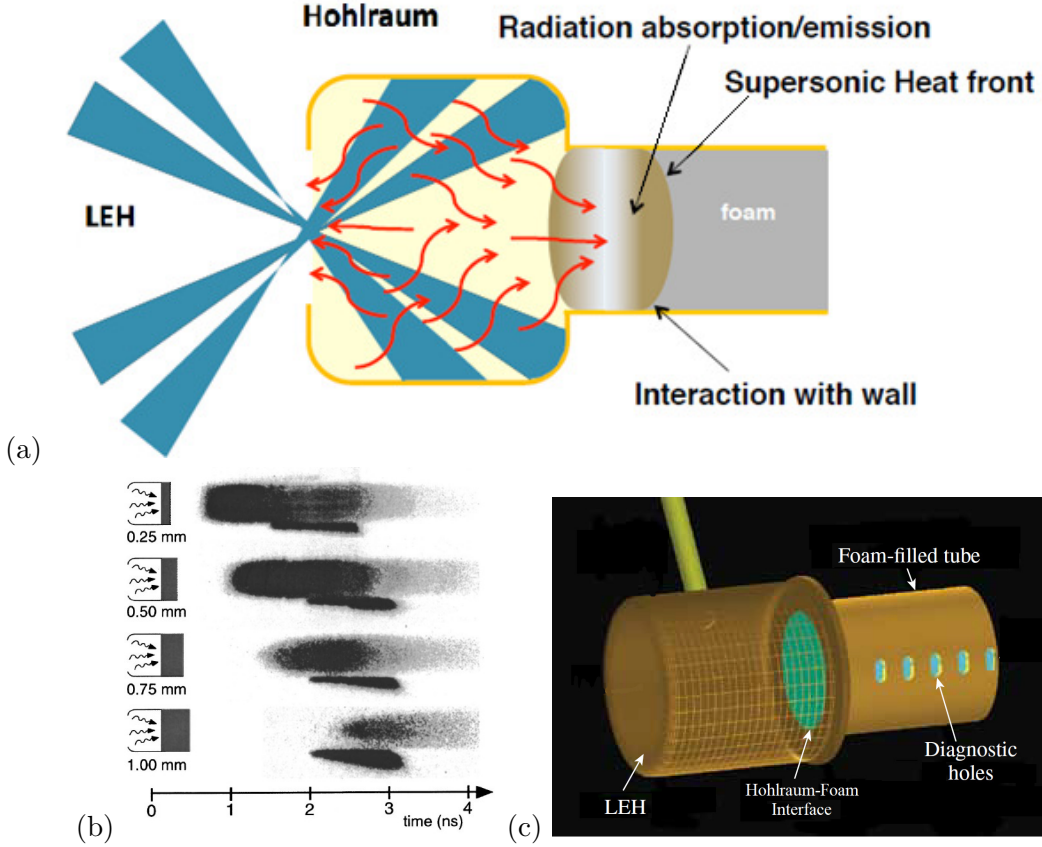 Hohlraum
Radiation absorption/emission
Supersonic Heat front
LEH
foam
Interaction with wall
(a)
0.25 mm
0.50 mm
0.75 mm
1.00 mm
0 1 2 3 4
time (ns)
(b)
Foam-filled tube
Diagnostic
holes
LEH
Hohlraum-Foam
Interface
(c)